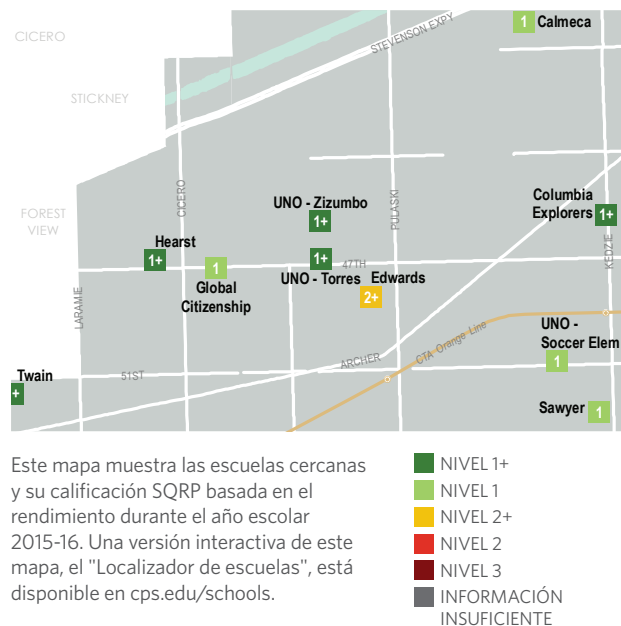 CICERO
Calmeca
1
STEVENSON EXPY
STICKNEY
FOREST
VIEW
CICERO
UNO - Zizumbo
1+
PULASKI
Columbia
Explorers
1+
KEDZIE
Hearst
1+
1
Global
Citizenship
1+
UNO - Torres
47TH
Edwards
2+
LARAMIE
UNO -
Soccer Elem
1
ARCHER
CTA Orange Line
Twain
+
51ST
Sawyer
1
Este mapa muestra las escuelas cercanas
y su calificación SQRP basada en el
rendimiento durante el año escolar
2015-16. Una versión interactiva de este
mapa, el "Localizador de escuelas", está
disponible en cps.edu/schools.
NIVEL 1+
NIVEL 1
NIVEL 2+
NIVEL 2
NIVEL 3
INFORMACIÓN
INSUFICIENTE